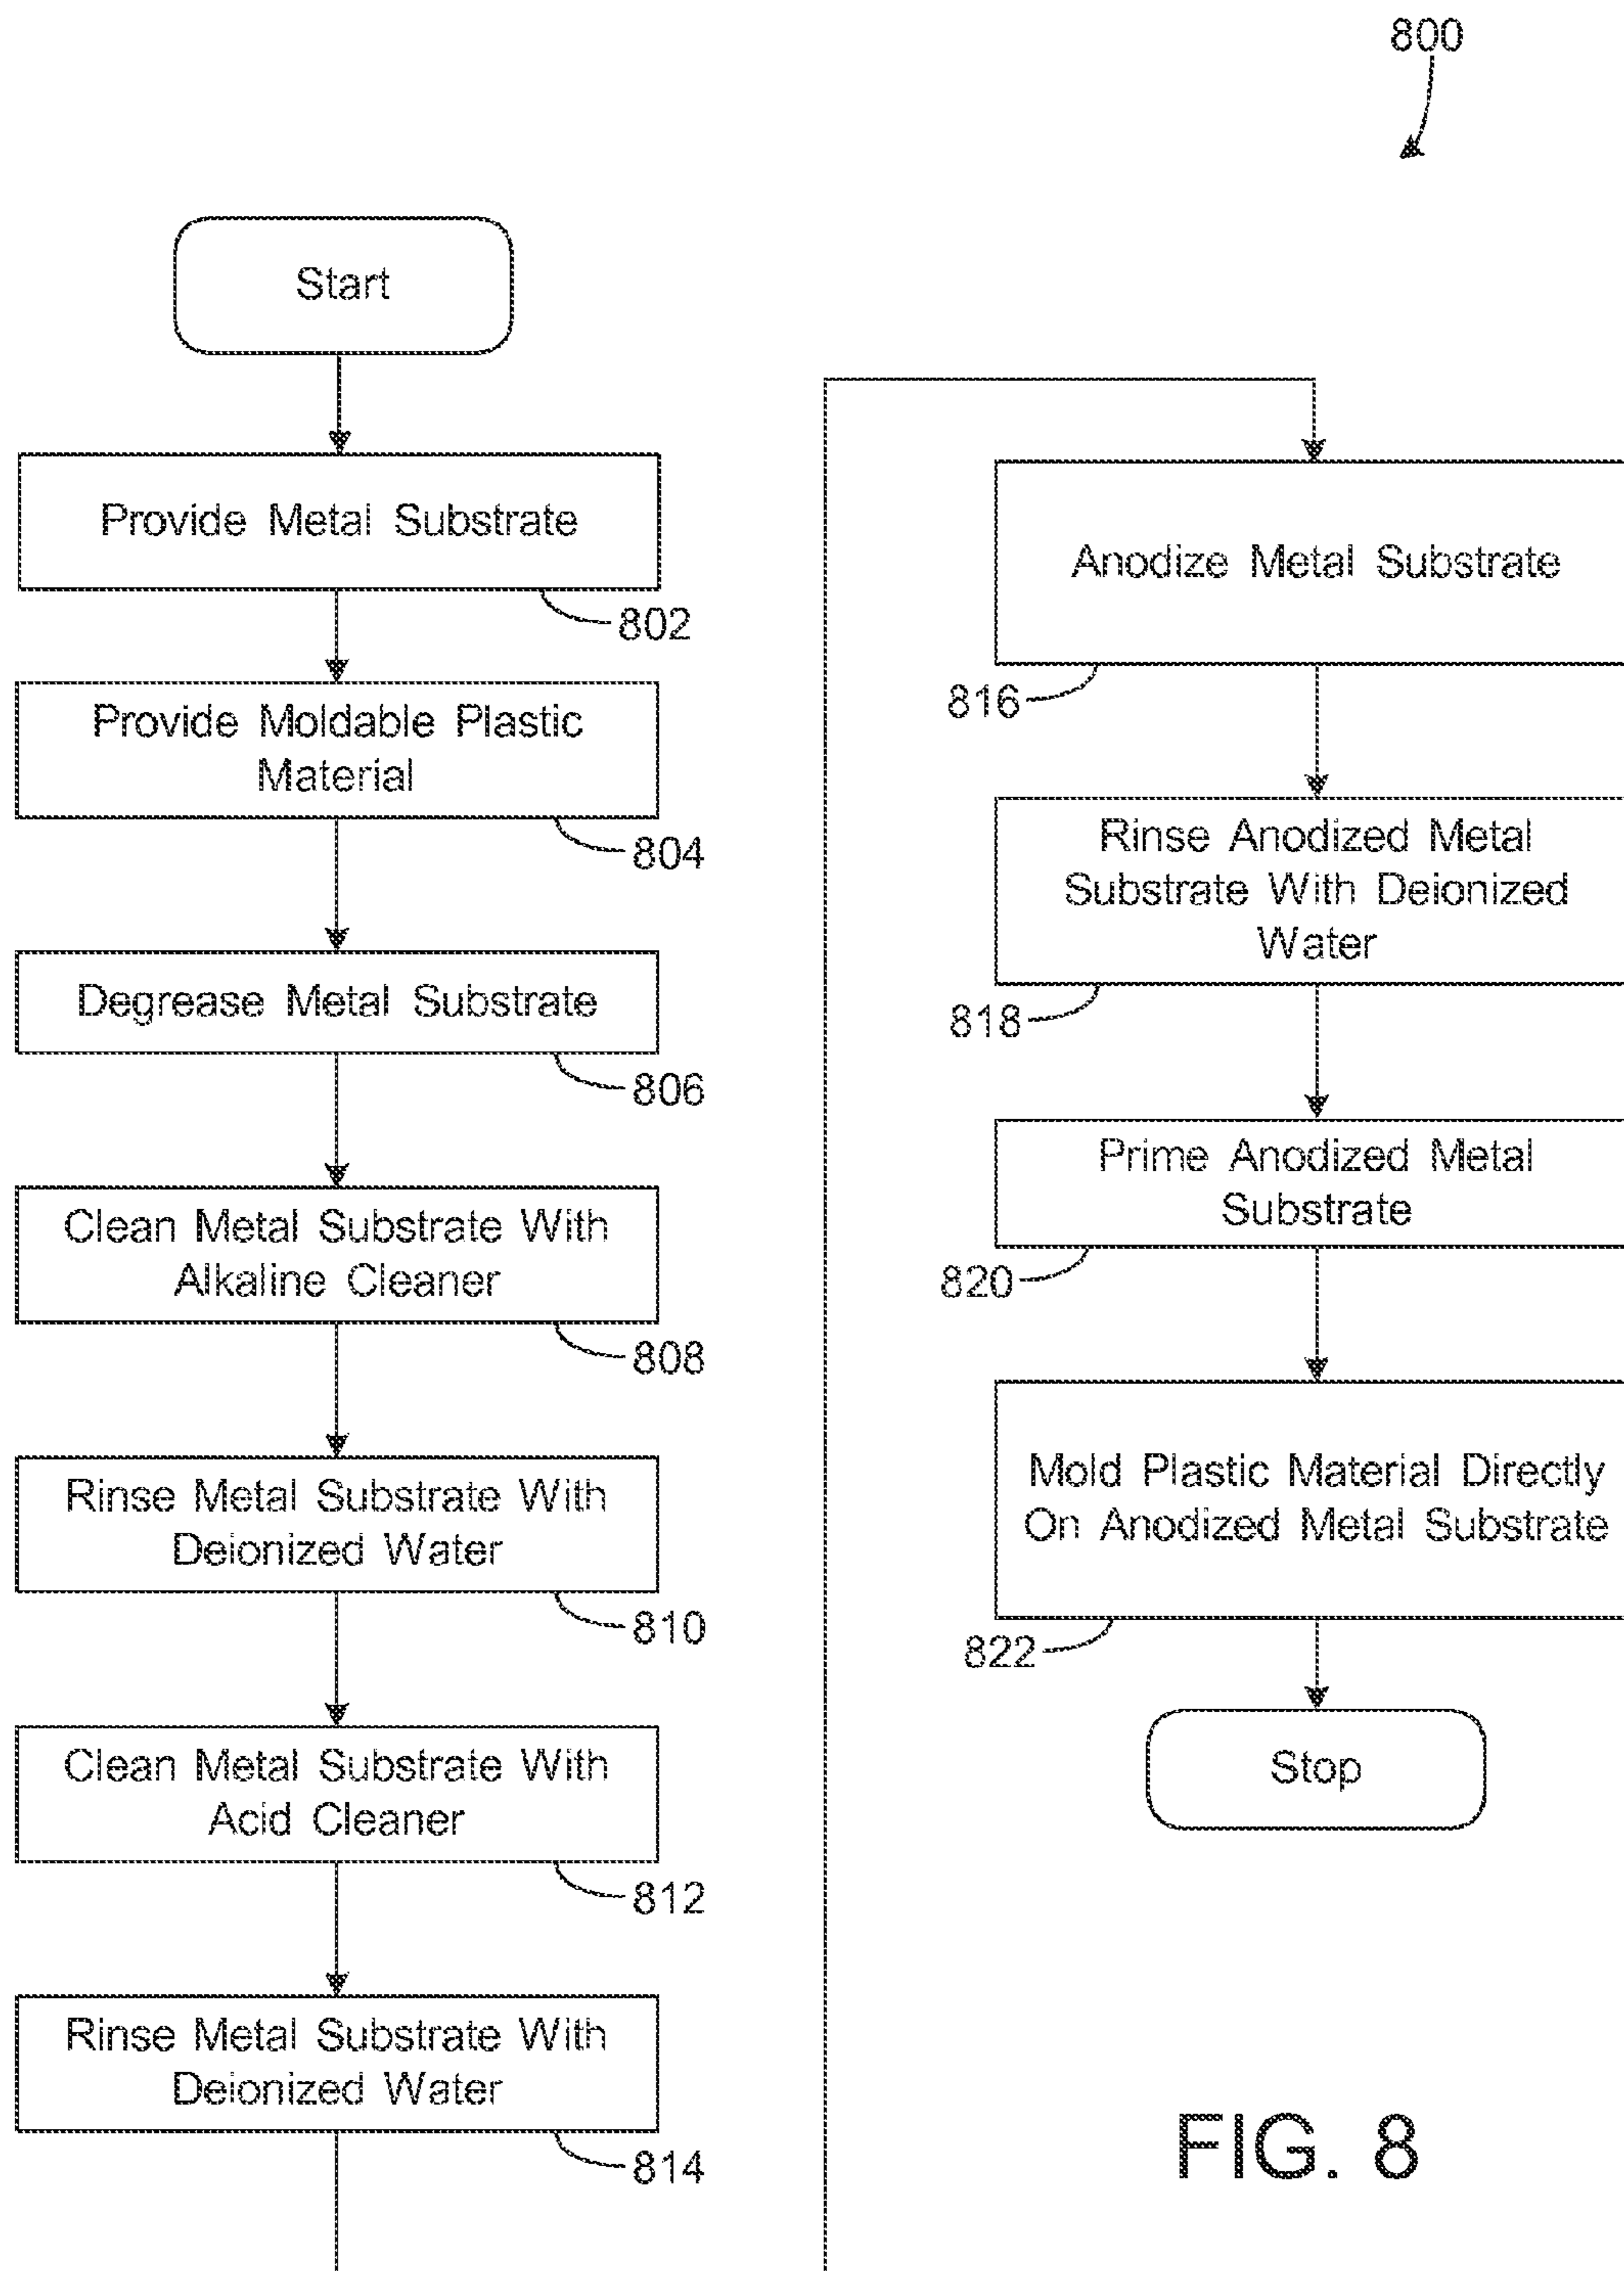 800
Start
Provide Metal Substrate
802
Provide Moldable Plastic
Material
804
Degrease Metal Substrate
806
Clean Metal Substrate With
Alkaline Cleaner
808
Rinse Metal Substrate With
Deionized Water
810
Clean Metal Substrate With
Acid Cleaner
812
Rinse Metal Substrate With
Deionized Water
814
Anodize Metal Substrate
816
Rinse Anodized Metal
Substrate With Deionized
Water
818
Prime Anodized Metal
Substrate
820
Mold Plastic Material Directly
On Anodized Metal Substrate
822
Stop
FIG. 8